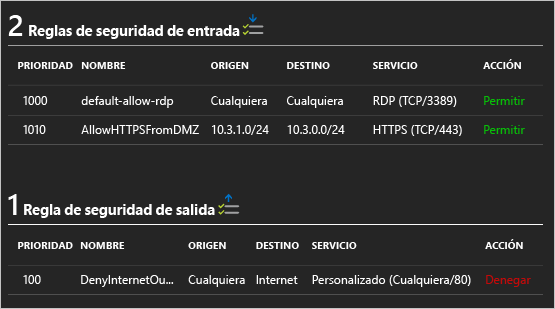 2 Reglas de seguridad de entrada
PRIORIDAD NOMBRE ORIGEN DESTINO SERVICIO ACCIÓN
1000 default-allow-rdp Cualquiera Cualquiera RDP (TCP/3389) Permitir
1010 AllowHTTPSFromDMZ 10.3.1.0/24 10.3.0.0/24 HTTPS (TCP/443) Permitir
1 Regla de seguridad de salida
PRIORIDAD NOMBRE ORIGEN DESTINO SERVICIO ACCIÓN
100 DenyInternetOu... Cualquiera Internet Personalizado (Cualquiera/80) Denegar